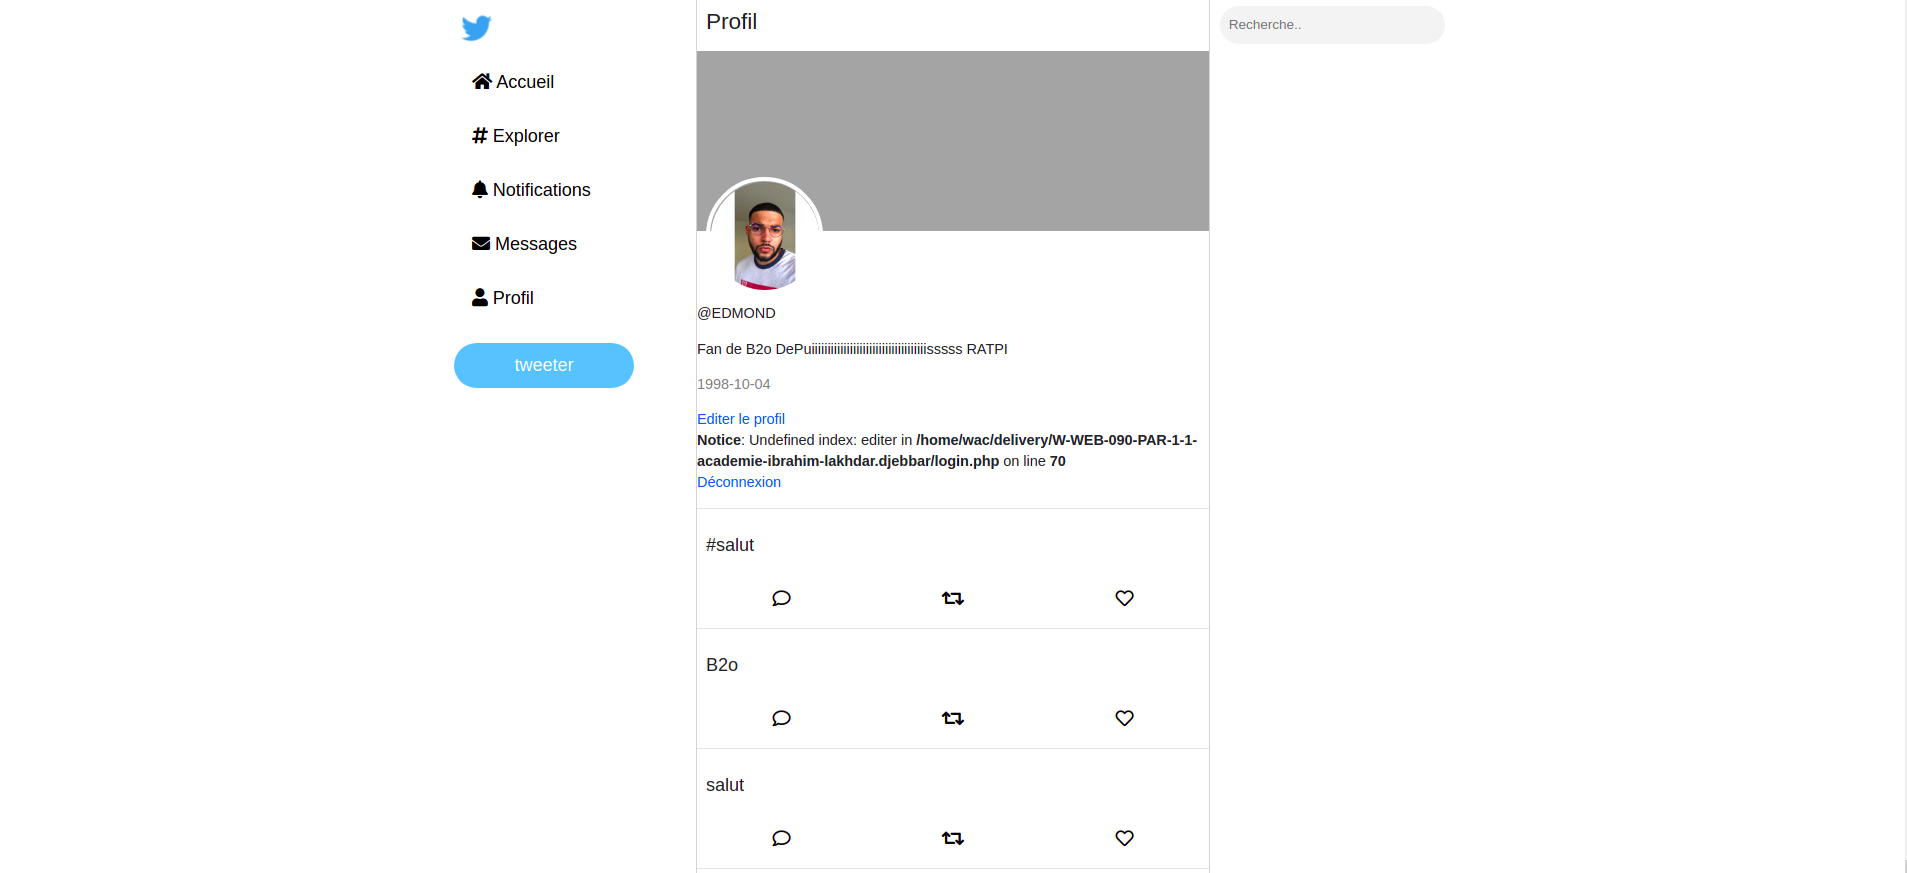 Accueil
Explorer
Notifications
Messages
Profil
tweeter
Profil
@EDMOND
Fan de B2o DePuiiiiiiiiiiiiiiiiiiiiiiiiiiiiiiiiiiiisssss RATPI
1998-10-04
Editer le profil
Notice: Undefined index: editer in /home/wac/delivery/W-WEB-090-PAR-1-1-
academie-ibrahim-lakhdar.djebbar/login.php on line 70
Déconnexion
#salut
B2o
salut
Recherche..